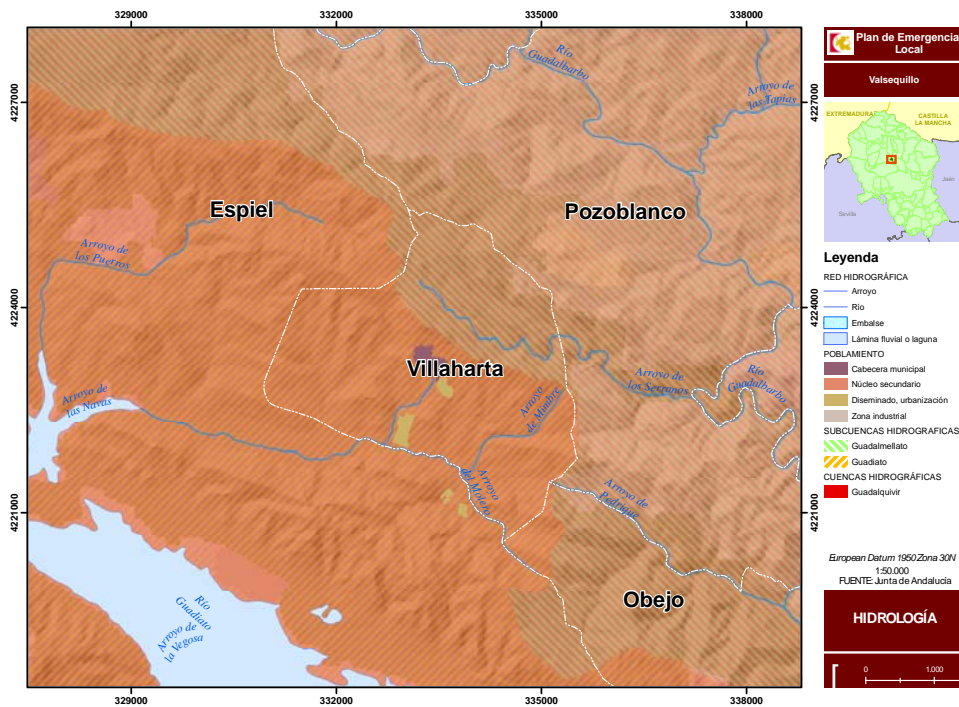 329000
332000
335000
338000
4227000
4224000
4221000
Río
Guadalbarbo
Arroyo de
las Tapias
Espiel
Pozoblanco
Arroyo de
los Puerros
Villaharta
Arroyo de
las Navas
Arroyo
de Mimbre
Arroyo de
los Serranos
Río
Guadalbarbo
Arroyo
del Molero
Arroyo de
Pedrique
Obejo
Río
Guadiato
Arroyo de
la Vegosa
4227000
4224000
4221000
329000
332000
335000
338000
Plan de Emergencia
Local
Valsequillo
EXTREMADURA
CASTILLA
LA MANCHA
Jaén
Sevilla
Leyenda
RED HIDROGRÁFICA
Arroyo
Río
Embalse
Lámina fluvial o laguna
POBLAMIENTO
Cabecera municipal
Núcleo secundario
Diseminado, urbanización
Zona industrial
SUBCUENCAS HIDROGRAFICAS
Guadalmellato
Guadiato
CUENCAS HIDROGRÁFICAS
Guadalquivir
European Datum 1950 Zona 30N
1:50.000
FUENTE: Junta de Andalucía
HIDROLOGÍA
0
1.000